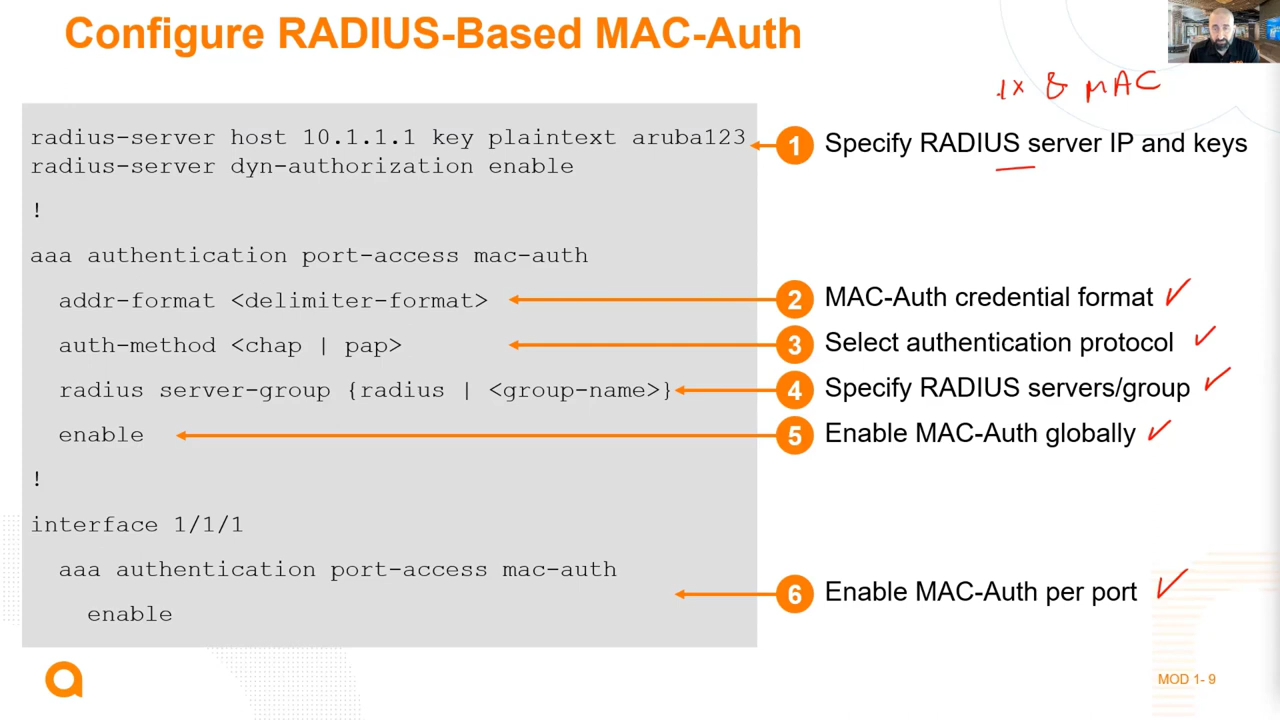 Configure RADIUS-Based MAC-Auth
.1x & MAC
radius-server host 10.1.1.1 key plaintext aruba123
radius-server dyn-authorization enable
!
aaa authentication port-access mac-auth
addr-format <delimiter-format>
auth-method <chap | pap>
radius server-group {radius | <group-name>}
enable
!
interface 1/1/1
aaa authentication port-access mac-auth
enable
1 Specify RADIUS server IP and keys
2 MAC-Auth credential format
3 Select authentication protocol
4 Specify RADIUS servers/group
5 Enable MAC-Auth globally
6 Enable MAC-Auth per port
MOD 1- 9